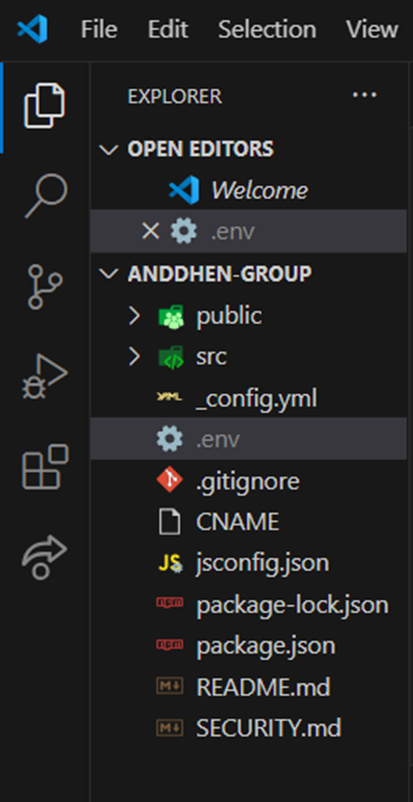 File Edit Selection View
EXPLORER ...
OPEN EDITORS
Welcome
.env
ANDDHEN-GROUP
public
src
YAML _config.yml
.env
.gitignore
CNAME
JS jsconfig.json
npm package-lock.json
npm package.json
M↓ README.md
M↓ SECURITY.md